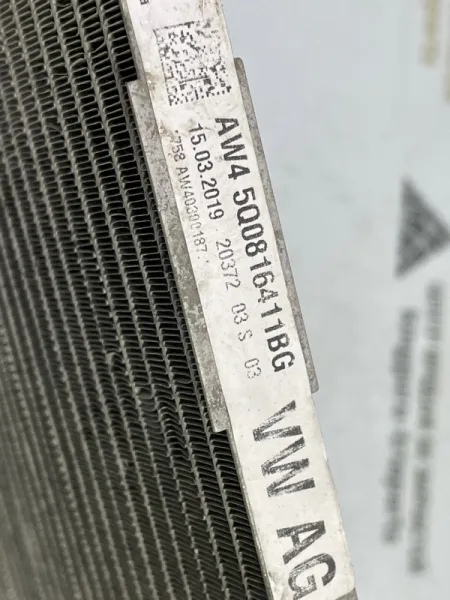 AW4 5Q0816411BG
15.03.2019 20372 03 S 03
.758 AW40300187.
VW AG